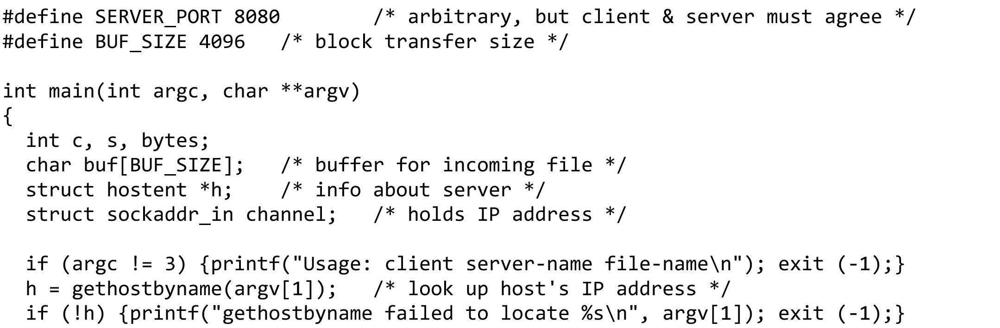 #define SERVER_PORT 8080        /* arbitrary, but client & server must agree */
#define BUF_SIZE 4096   /* block transfer size */

int main(int argc, char **argv)
{
  int c, s, bytes;
  char buf[BUF_SIZE];   /* buffer for incoming file */
  struct hostent *h;    /* info about server */
  struct sockaddr_in channel;   /* holds IP address */

  if (argc != 3) {printf("Usage: client server-name file-name\n"); exit (-1);}
  h = gethostbyname(argv[1]);   /* look up host's IP address */
  if (!h) {printf("gethostbyname failed to locate %s\n", argv[1]); exit (-1);}